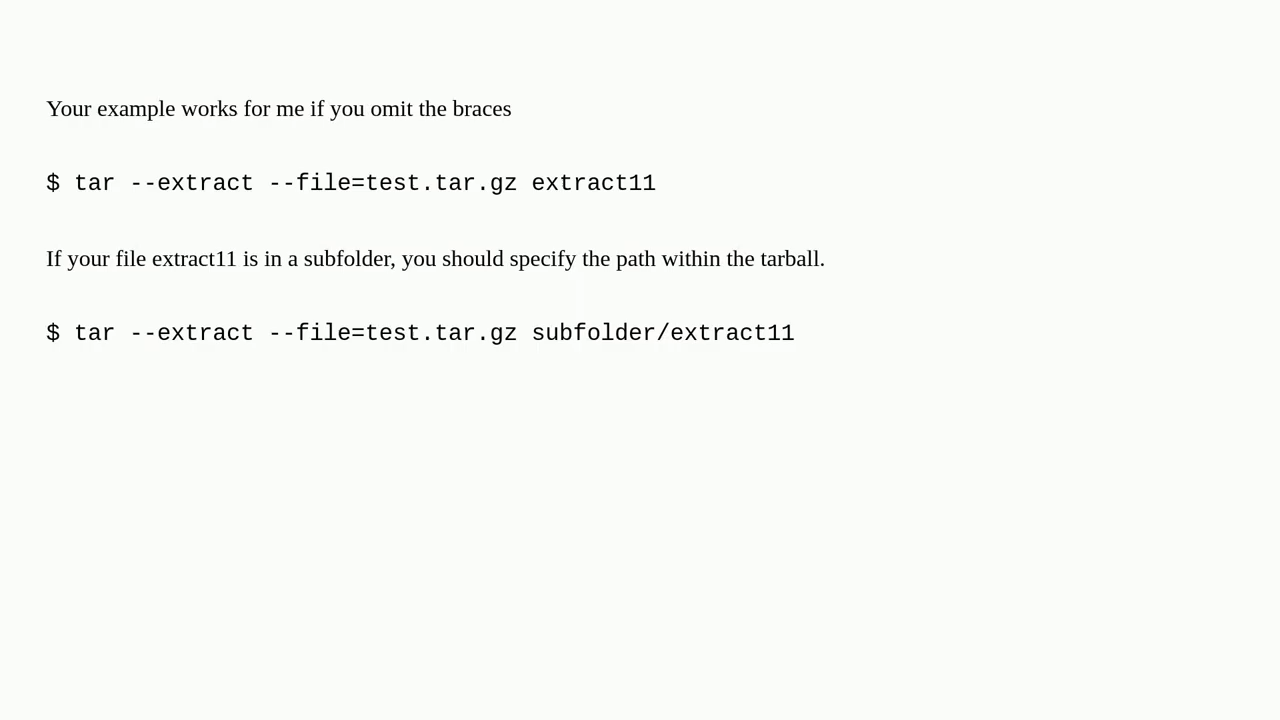 Your example works for me if you omit the braces
$ tar --extract --file=test.tar.gz extract11
If your file extract11 is in a subfolder, you should specify the path within the tarball.
$ tar --extract --file=test.tar.gz subfolder/extract11